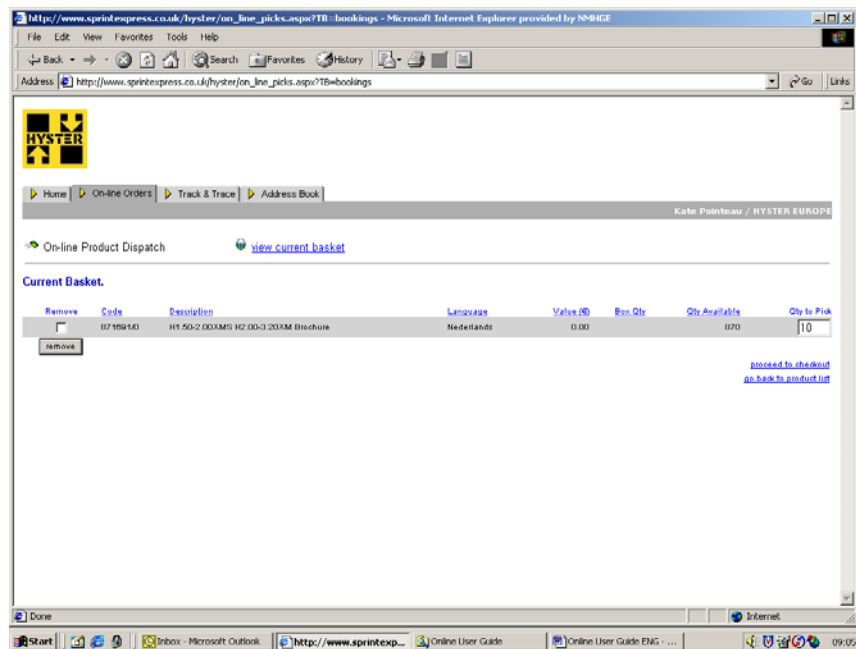 http://www.sprintexpress.co.uk/hyster/on_line_picks.aspx?TB=bookings - Microsoft Internet Explorer provided by NMHGE
File Edit View Favorites Tools Help
Back Search Favorites History
Address http://www.sprintexpress.co.uk/hyster/on_line_picks.aspx?TB=bookings Go Links
HYSTER
Home On-line Orders Track & Trace Address Book
Kate Pointeau / HYSTER EUROPE
On-line Product Dispatch view current basket
Current Basket.
Remove Code Description Language Value (€) Box Qty Qty Available Qty to Pick
871691/0 H1.50-2.00XMS H2.00-3.20XM Brochure Nederlands 0.00 870 10
remove
proceed to checkout
go back to product list
Done Internet
Start Inbox - Microsoft Outlook http://www.sprintexp... Online User Guide Online User Guide ENG - ... 09:05